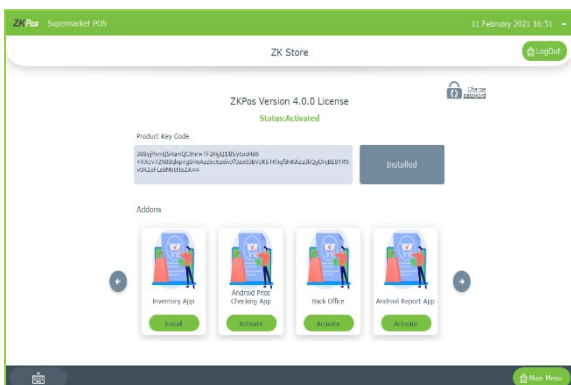 ZKPos Supermarket POS
11 February 2021 16:51
ZK Store
LogOut
Change
password
ZKPos Version 4.0.0 License
Status:Activated
Product Key Code
Installed
Addons
Inventory App
Install
Android Price
Checking App
Activate
Back Office
Activate
Android Report App
Activate
Main Menu